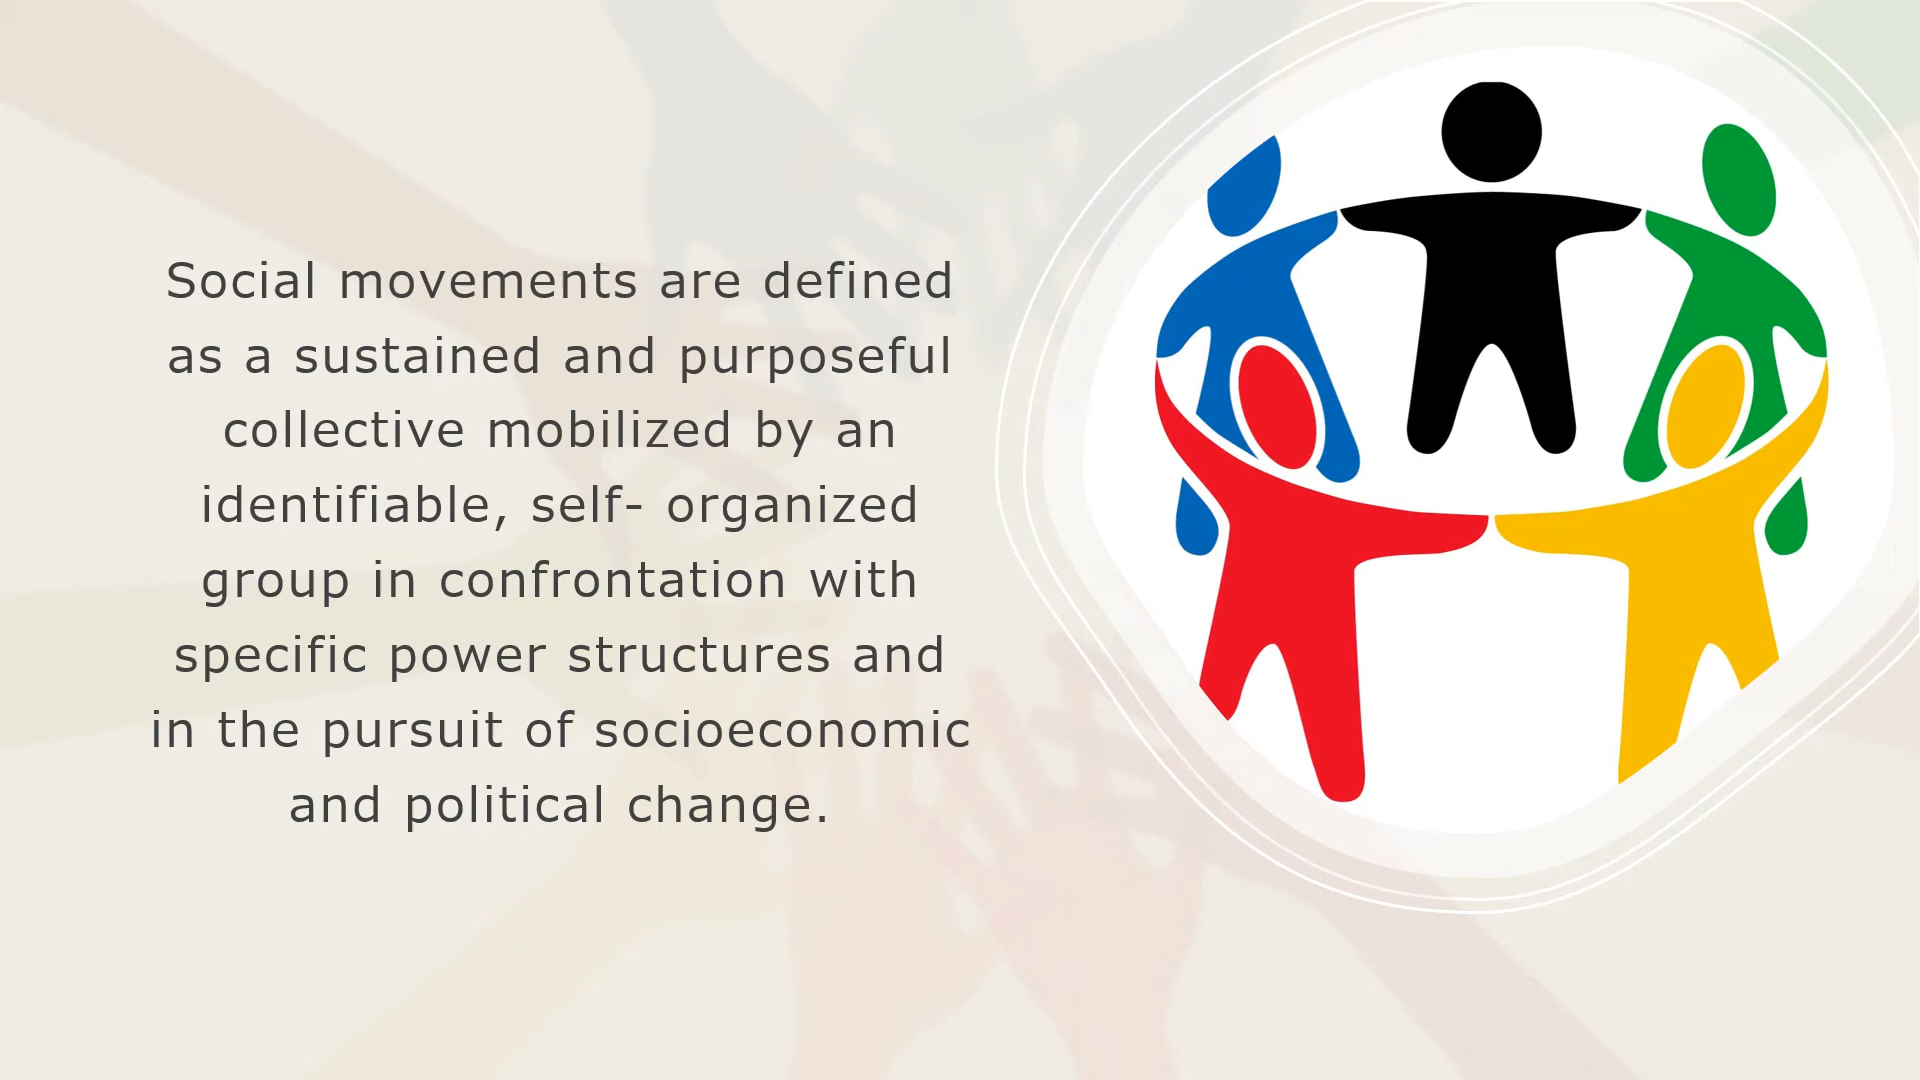 Social movements are defined
as a sustained and purposeful
collective mobilized by an
identifiable, self- organized
group in confrontation with
specific power structures and
in the pursuit of socioeconomic
and political change.